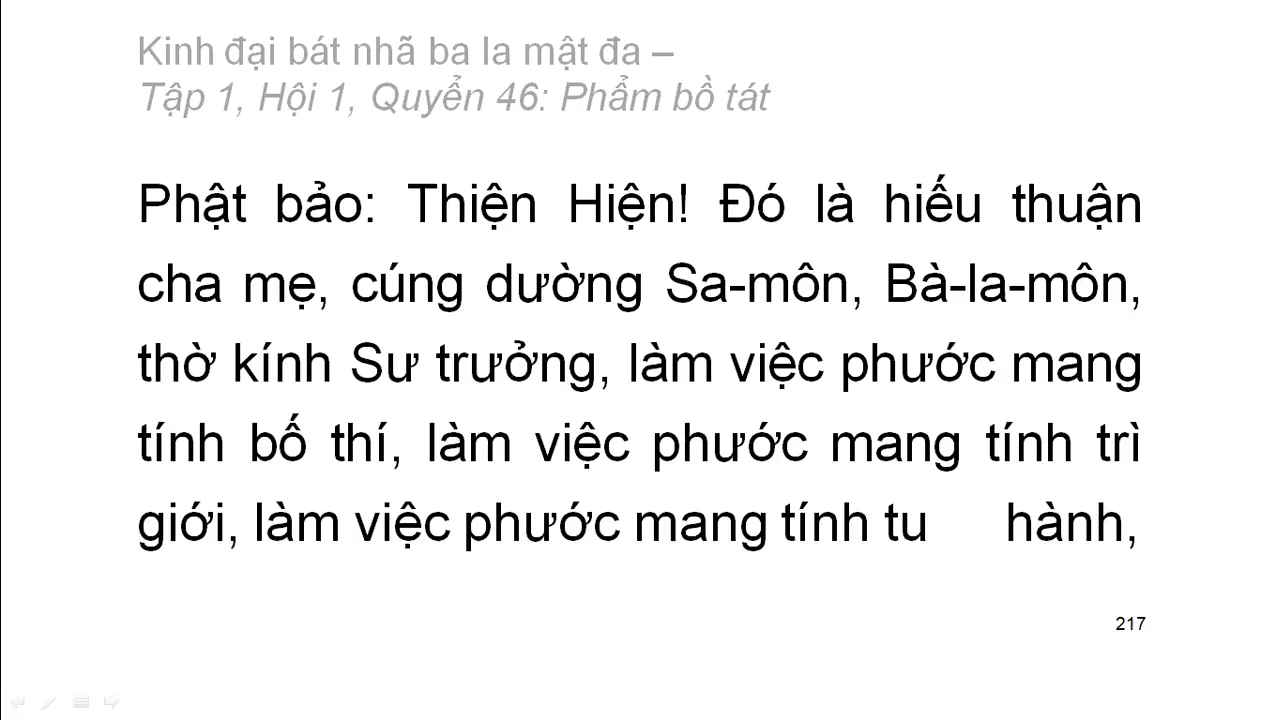 Kinh đại bát nhã ba la mật đa –
Tập 1, Hội 1, Quyển 46: Phẩm bồ tát
Phật bảo: Thiện Hiện! Đó là hiếu thuận
cha mẹ, cúng dường Sa-môn, Bà-la-môn,
thờ kính Sư trưởng, làm việc phước mang
tính bố thí, làm việc phước mang tính trì
giới, làm việc phước mang tính tu hành,
217